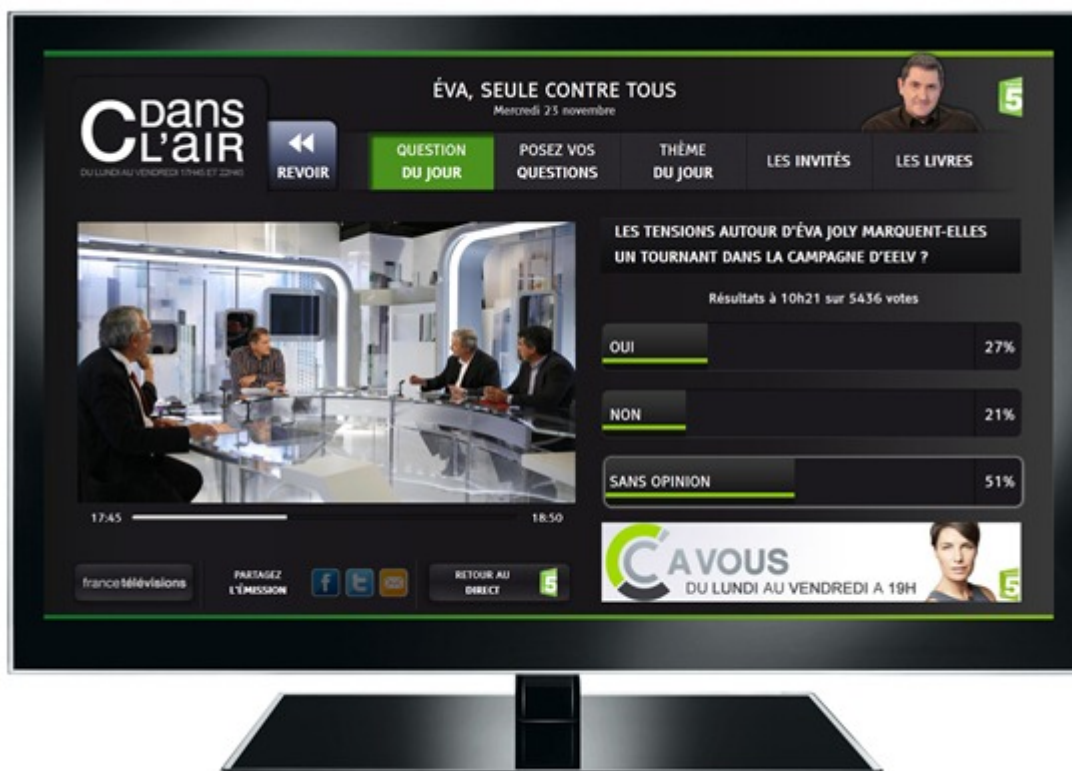 C DANS L'AIR
DU LUNDI AU VENDREDI 17H45 ET 22H45
REVOIR
ÉVA, SEULE CONTRE TOUS
Mercredi 23 novembre
5
QUESTION
DU JOUR
POSEZ VOS
QUESTIONS
THÈME
DU JOUR
LES INVITÉS
LES LIVRES
LES TENSIONS AUTOUR D'ÉVA JOLY MARQUENT-ELLES
UN TOURNANT DANS LA CAMPAGNE D'EELV ?
Résultats à 10h21 sur 5436 votes
OUI
27%
NON
21%
SANS OPINION
51%
17:45
18:50
francetélévisions
PARTAGEZ
L'ÉMISSION
f
t
RETOUR AU
DIRECT
5
C A VOUS
DU LUNDI AU VENDREDI A 19H
5